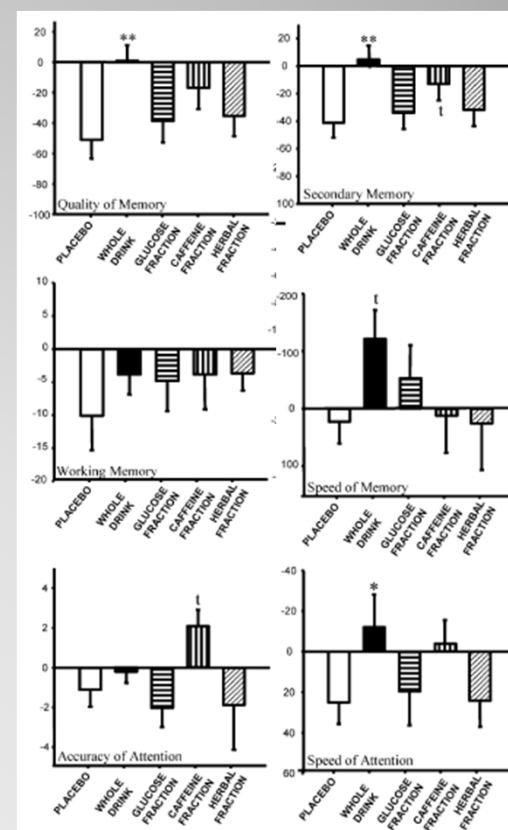 20
0
-20
-40
-60
-80
-100
**
Quality of Memory
PLACEBO
WHOLE
DRINK
GLUCOSE
FRACTION
CAFFEINE
FRACTION
HERBAL
FRACTION
20
0
-20
-40
-60
-80
100
**
t
Secondary Memory
PLACEBO
WHOLE
DRINK
GLUCOSE
FRACTION
CAFFEINE
FRACTION
HERBAL
FRACTION
10
5
0
-5
-10
-15
-20
Working Memory
PLACEBO
WHOLE
DRINK
GLUCOSE
FRACTION
CAFFEINE
FRACTION
HERBAL
FRACTION
-200
-100
0
100
t
Speed of Memory
PLACEBO
WHOLE
DRINK
GLUCOSE
FRACTION
CAFFEINE
FRACTION
HERBAL
FRACTION
4
2
0
-2
-4
t
Accuracy of Attention
PLACEBO
WHOLE
DRINK
GLUCOSE
FRACTION
CAFFEINE
FRACTION
HERBAL
FRACTION
-40
-20
0
20
40
60
*
Speed of Attention
PLACEBO
WHOLE
DRINK
GLUCOSE
FRACTION
CAFFEINE
FRACTION
HERBAL
FRACTION